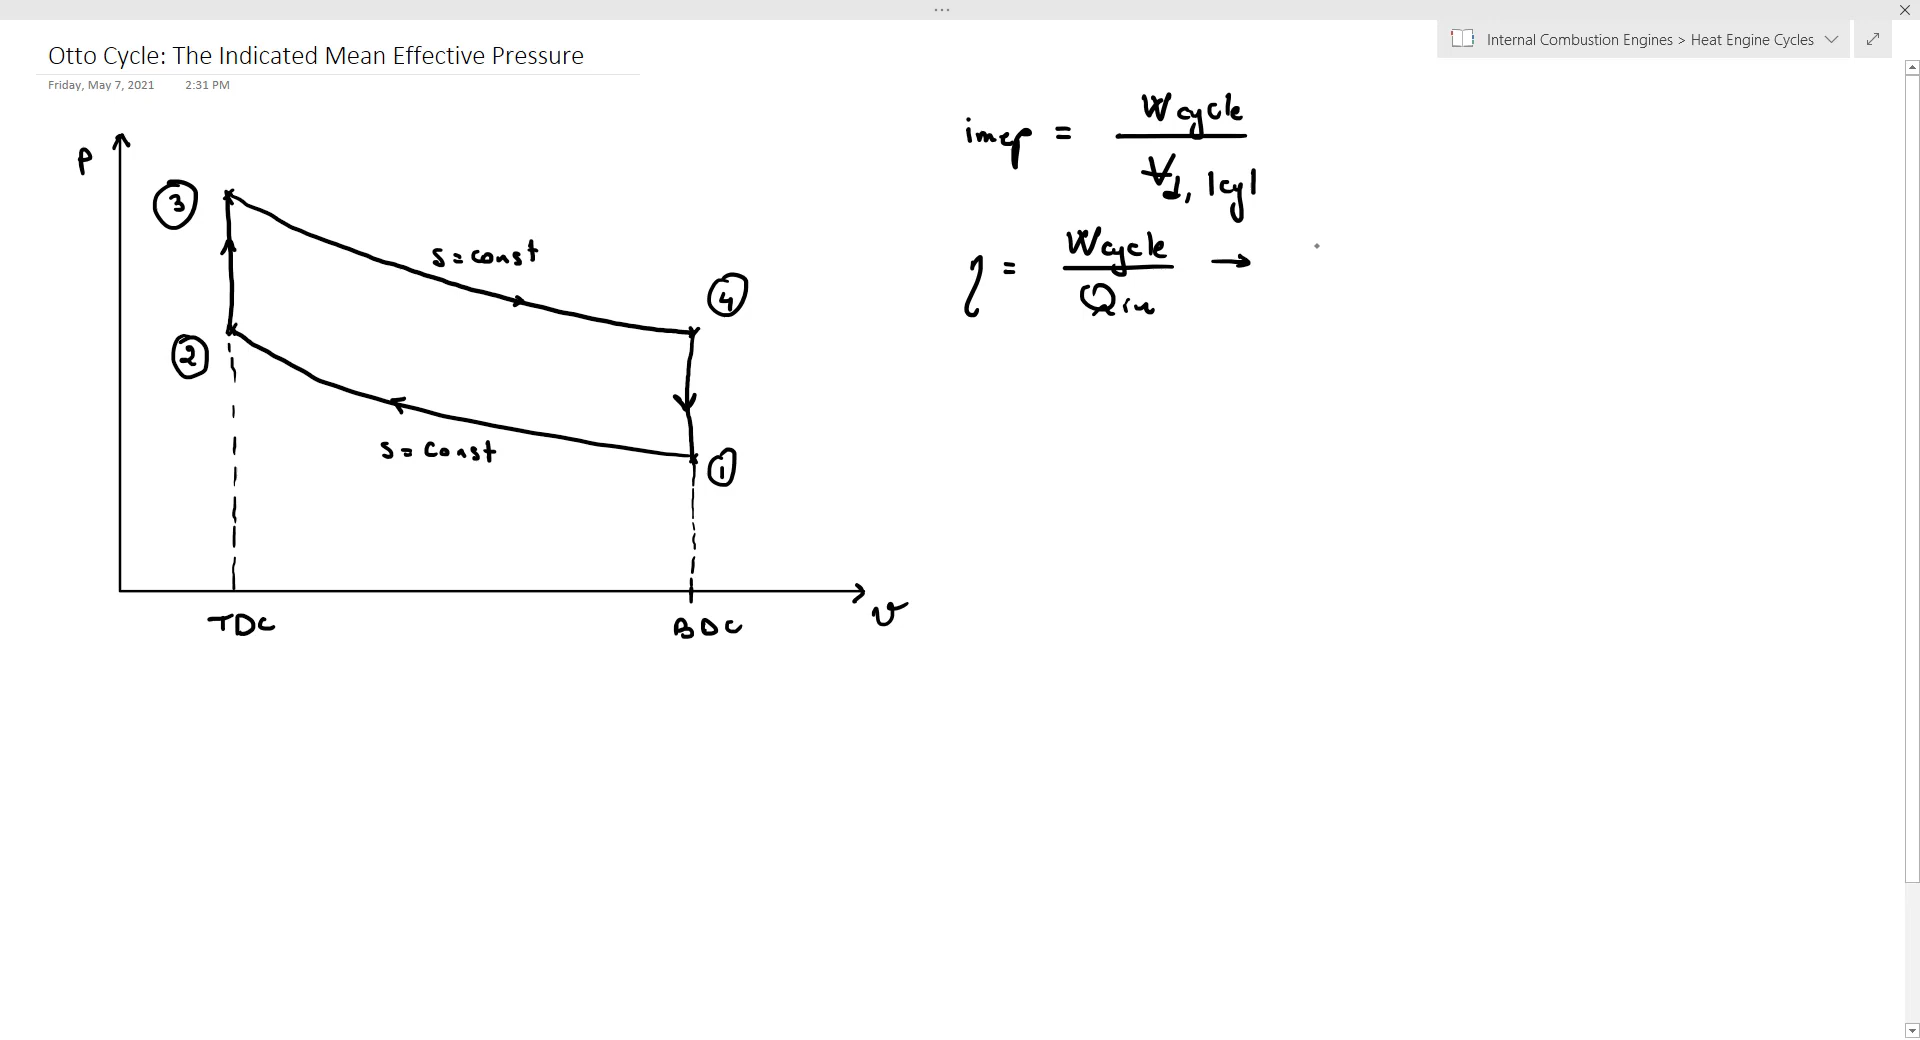 Otto Cycle: The Indicated Mean Effective Pressure
Friday, May 7, 2021 2:31 PM
Internal Combustion Engines > Heat Engine Cycles
imep = Wcycle / V̶d, 1cyl
η = Wcycle / Qin →
P
3
s = const
4
2
s = const
1
TDC
BDC
v